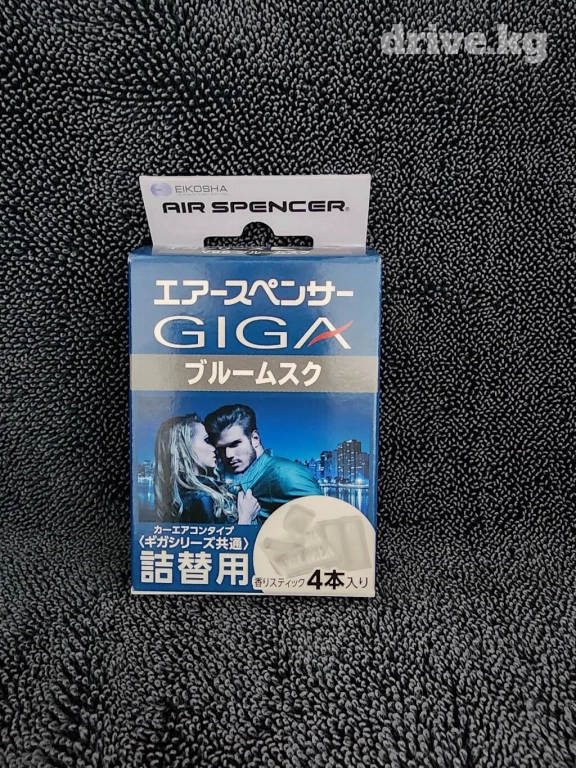 drive.kg
EIKOSHA
AIR SPENCER®
エアースペンサー
GIGA
ブルームスク
カーエアコンタイプ
〈ギガシリーズ共通〉
詰替用
香りスティック 4本入り